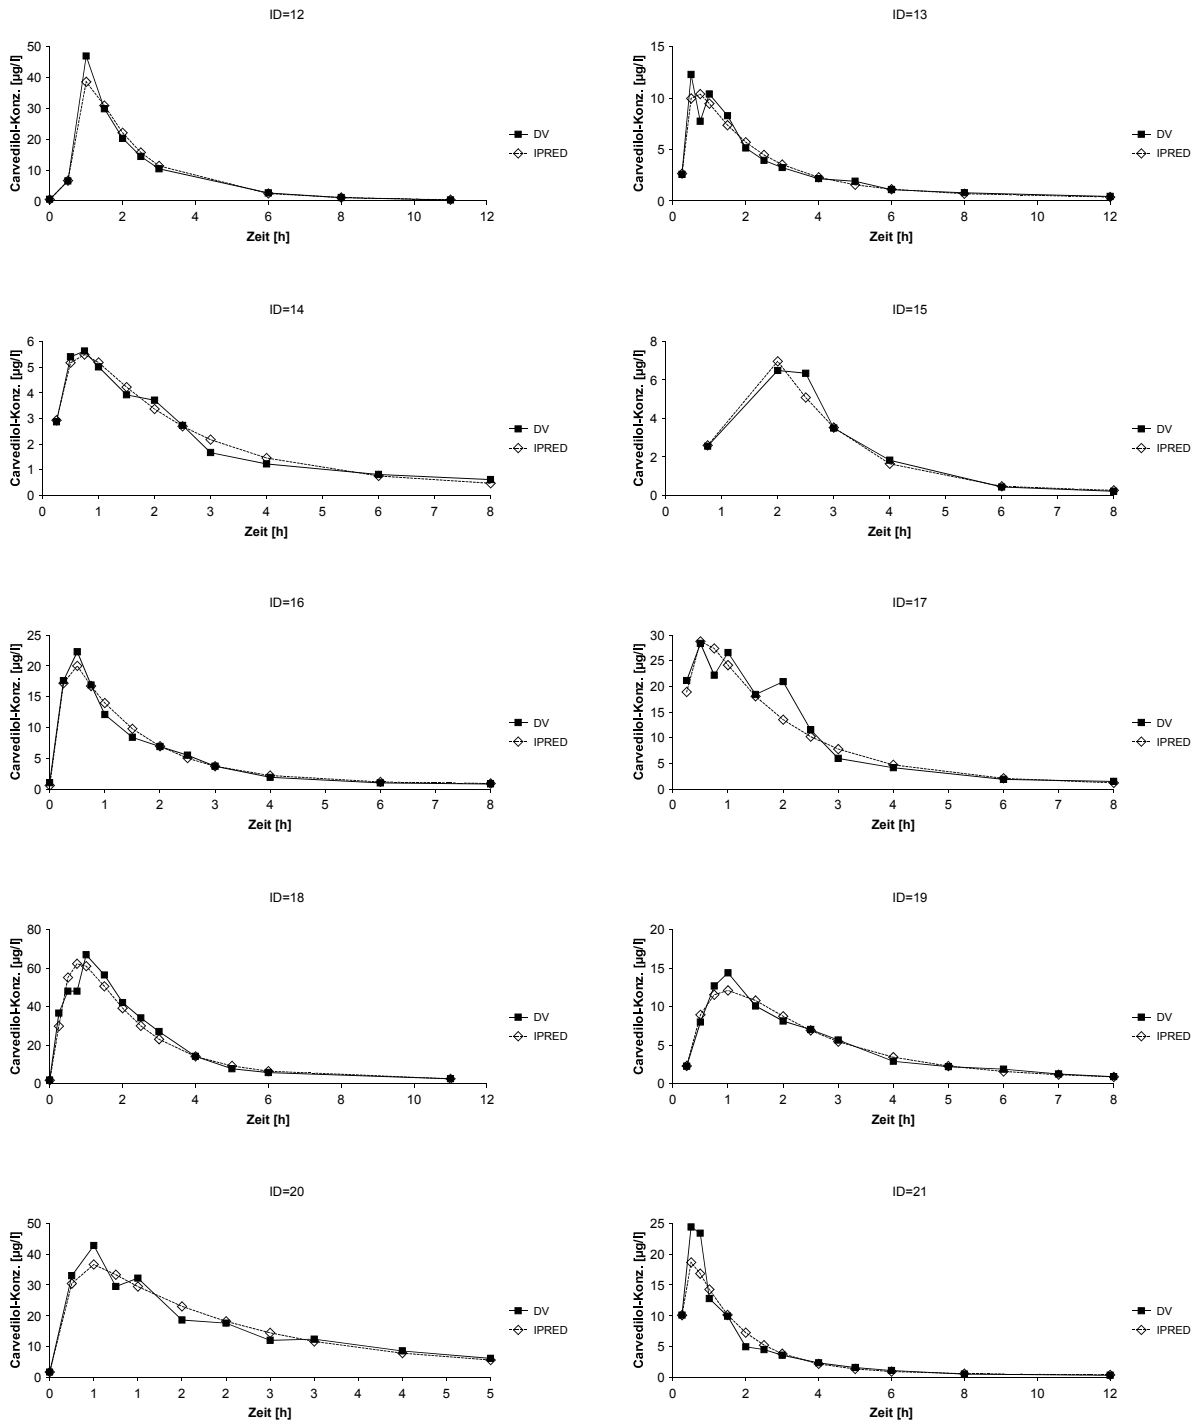 ID=12
Carvedilol-Konz. [µg/l]
50
40
30
20
10
0
0 2 4 6 8 10 12
Zeit [h]
DV
IPRED
ID=13
Carvedilol-Konz. [µg/l]
15
10
5
0
0 2 4 6 8 10 12
Zeit [h]
DV
IPRED
ID=14
Carvedilol-Konz. [µg/l]
6
5
4
3
2
1
0
0 1 2 3 4 5 6 7 8
Zeit [h]
DV
IPRED
ID=15
Carvedilol-Konz. [µg/l]
8
6
4
2
0
0 1 2 3 4 5 6 7 8
Zeit [h]
DV
IPRED
ID=16
Carvedilol-Konz. [µg/l]
25
20
15
10
5
0
0 1 2 3 4 5 6 7 8
Zeit [h]
DV
IPRED
ID=17
Carvedilol-Konz. [µg/l]
30
25
20
15
10
5
0
0 1 2 3 4 5 6 7 8
Zeit [h]
DV
IPRED
ID=18
Carvedilol-Konz. [µg/l]
80
60
40
20
0
0 2 4 6 8 10 12
Zeit [h]
DV
IPRED
ID=19
Carvedilol-Konz. [µg/l]
20
15
10
5
0
0 1 2 3 4 5 6 7 8
Zeit [h]
DV
IPRED
ID=20
Carvedilol-Konz. [µg/l]
50
40
30
20
10
0
0 1 1 2 2 3 3 4 4 5 5
Zeit [h]
DV
IPRED
ID=21
Carvedilol-Konz. [µg/l]
25
20
15
10
5
0
0 2 4 6 8 10 12
Zeit [h]
DV
IPRED